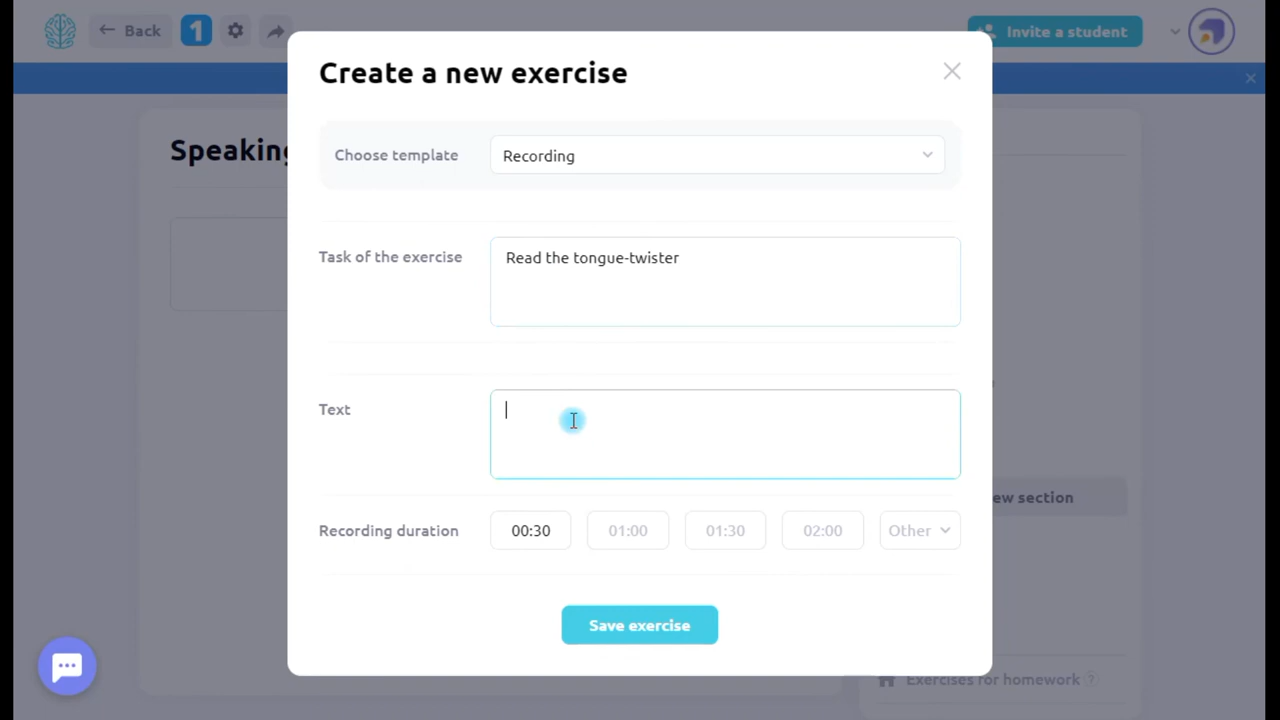 Back
1
Invite a student
Create a new exercise
Speaking
Choose template
Recording
Task of the exercise
Read the tongue-twister
Text
ew section
Recording duration
00:30
01:00
01:30
02:00
Other
Save exercise
Exercises for homework ?